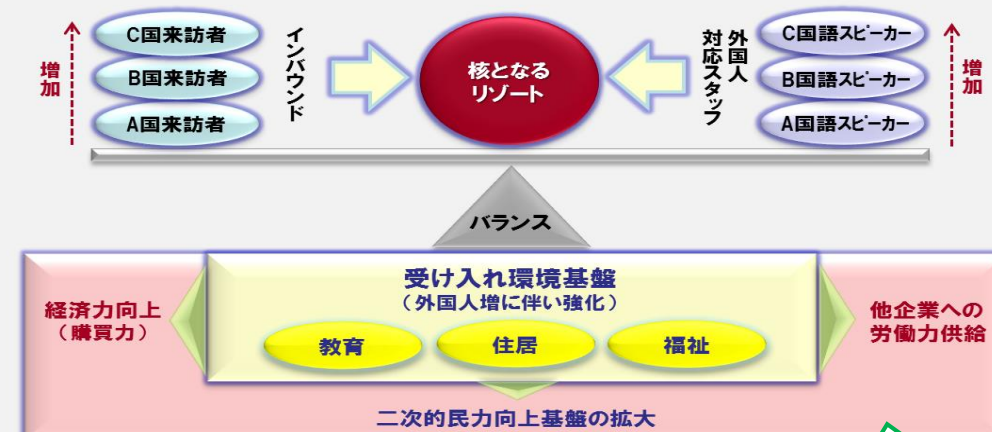 増加
C国来訪者
B国来訪者
A国来訪者
インバウンド
核となる
リゾート
外国人
対応スタッフ
C国語スピーカー
B国語スピーカー
A国語スピーカー
増加
バランス
経済力向上
（購買力）
受け入れ環境基盤
（外国人増に伴い強化）
教育
住居
福祉
他企業への
労働力供給
二次的民力向上基盤の拡大